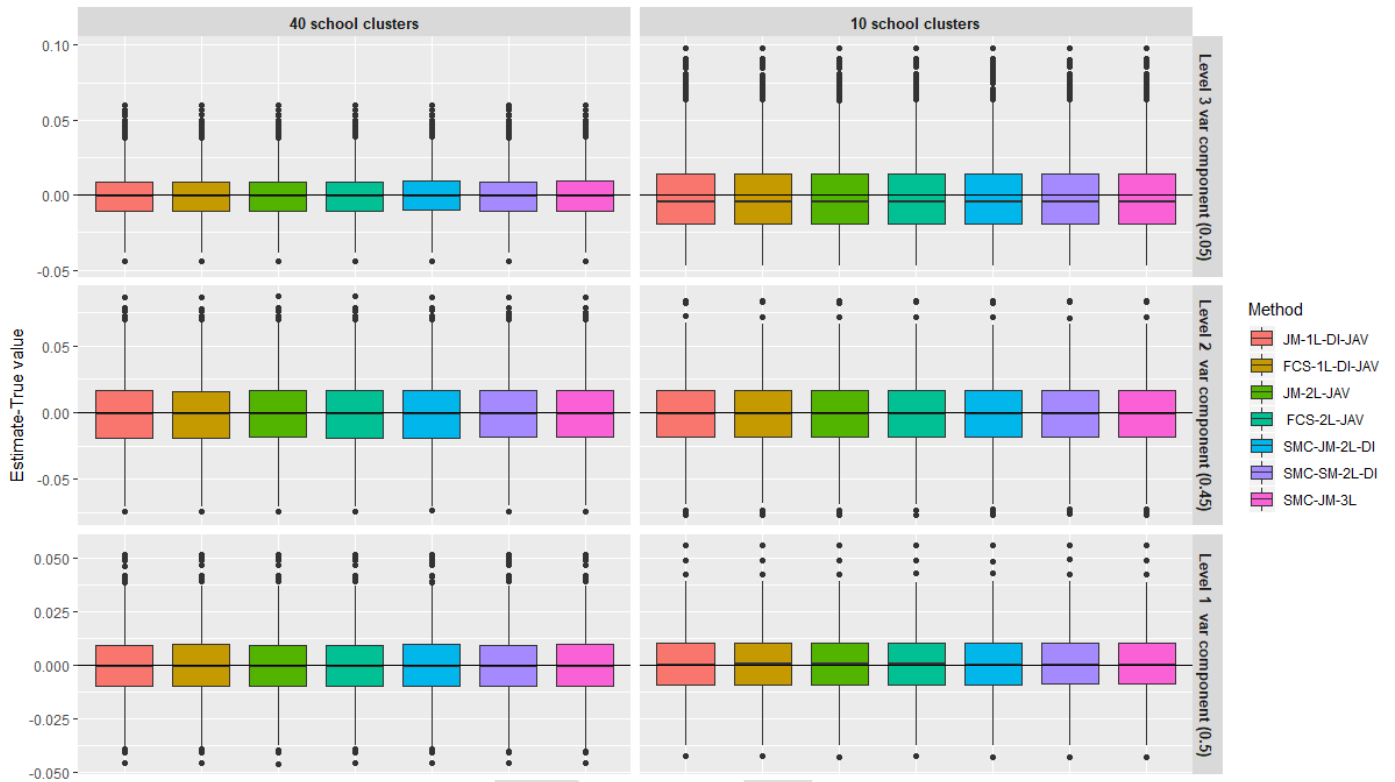 40 school clusters
10 school clusters
0.10
0.05
0.00
-0.05
Level 3 var component (0.05)
0.05
0.00
-0.05
Level 2 var component (0.45)
0.050
0.025
0.000
-0.025
-0.050
Level 1 var component (0.5)
Estimate-True value
Method
JM-1L-DI-JAV
FCS-1L-DI-JAV
JM-2L-JAV
FCS-2L-JAV
SMC-JM-2L-DI
SMC-SM-2L-DI
SMC-JM-3L